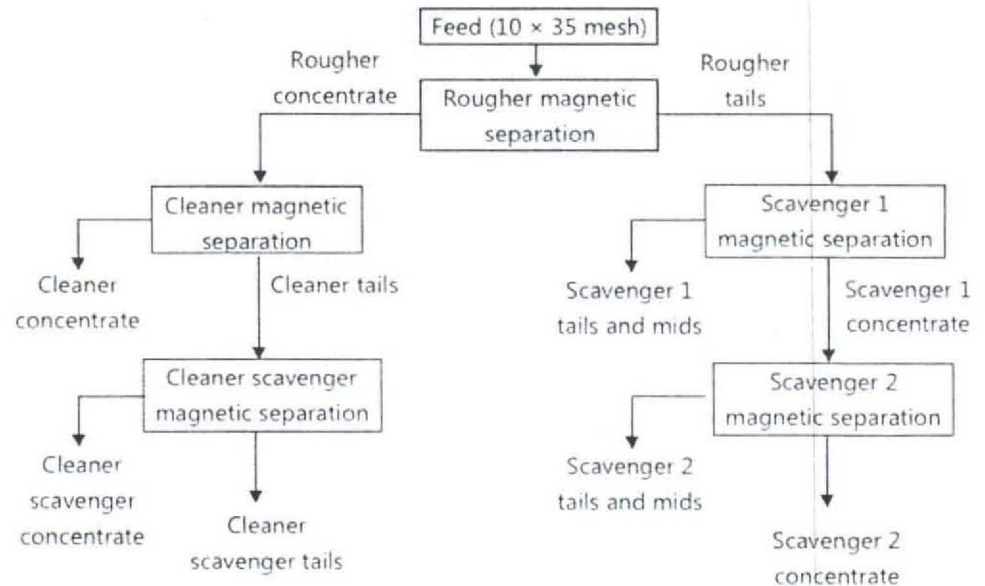 Feed (10 × 35 mesh)
Rougher
concentrate
Rougher
tails
Rougher magnetic
separation
Cleaner magnetic
separation
Scavenger 1
magnetic separation
Cleaner
concentrate
Cleaner tails
Scavenger 1
tails and mids
Scavenger 1
concentrate
Cleaner scavenger
magnetic separation
Scavenger 2
magnetic separation
Cleaner
scavenger
concentrate
Cleaner
scavenger tails
Scavenger 2
tails and mids
Scavenger 2
concentrate